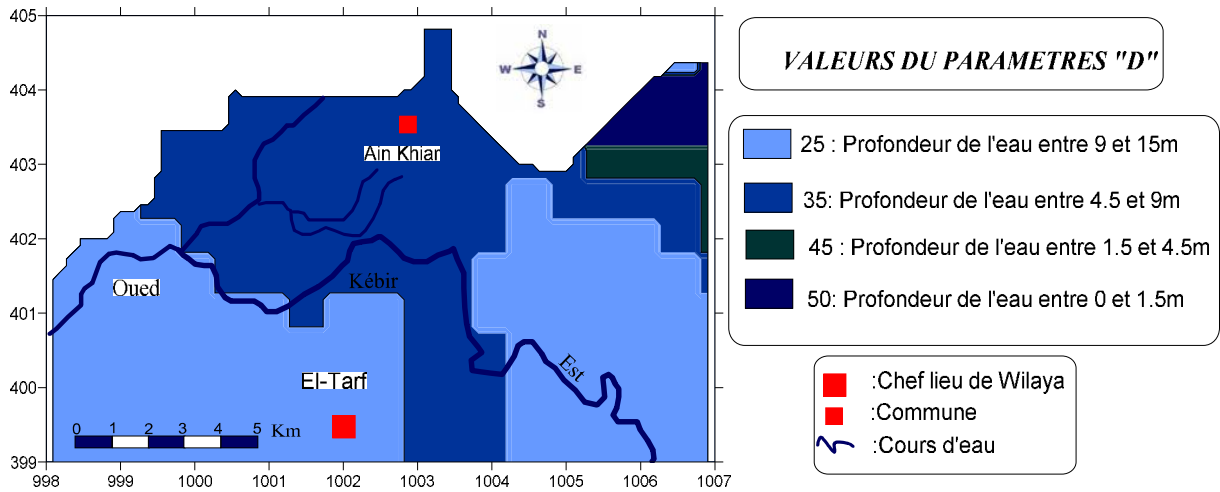 405
404
403
402
401
400
399
998
999
1000
1001
1002
1003
1004
1005
1006
1007
N
W
E
S
Ain Khiar
Oued
Kébir
Est
El-Tarf
0 1 2 3 4 5 Km
VALEURS DU PARAMETRES "D"
25 : Profondeur de l'eau entre 9 et 15m
35: Profondeur de l'eau entre 4.5 et 9m
45 : Profondeur de l'eau entre 1.5 et 4.5m
50: Profondeur de l'eau entre 0 et 1.5m
:Chef lieu de Wilaya
:Commune
:Cours d'eau